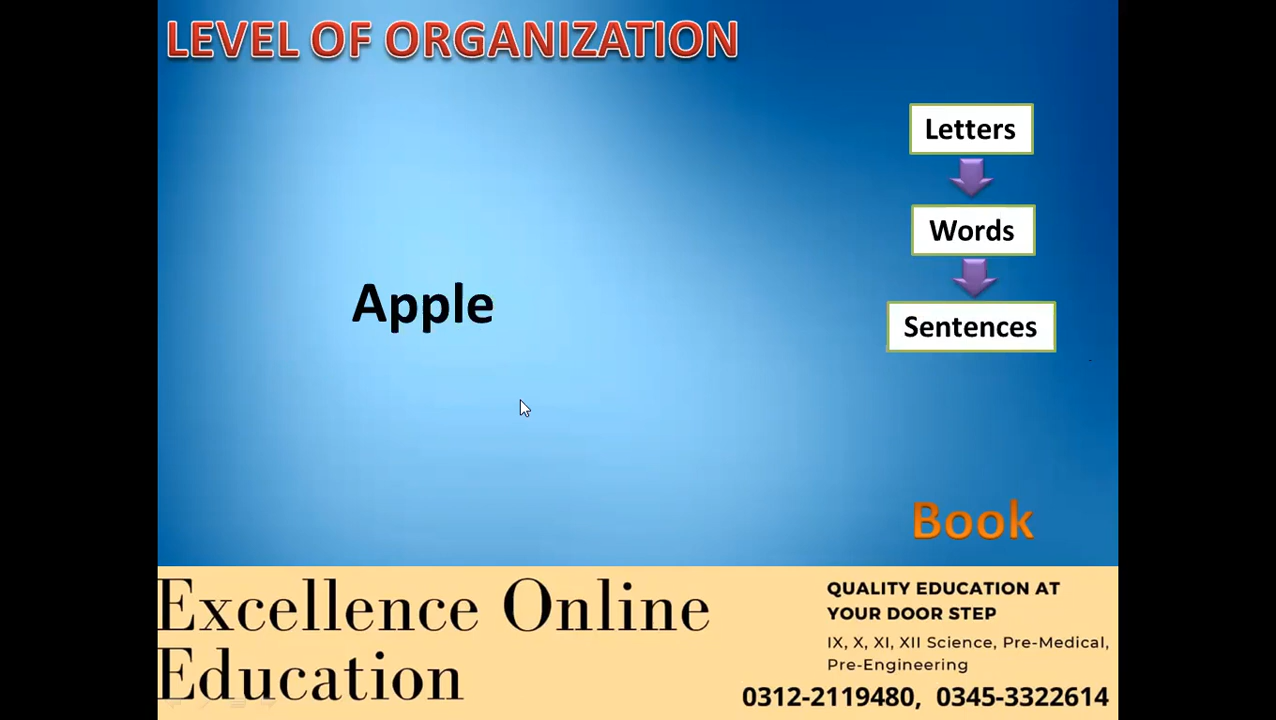 LEVEL OF ORGANIZATION
Letters
Words
Sentences
Apple
Book
Excellence Online
Education
QUALITY EDUCATION AT
YOUR DOOR STEP
IX, X, XI, XII Science, Pre-Medical,
Pre-Engineering
0312-2119480, 0345-3322614